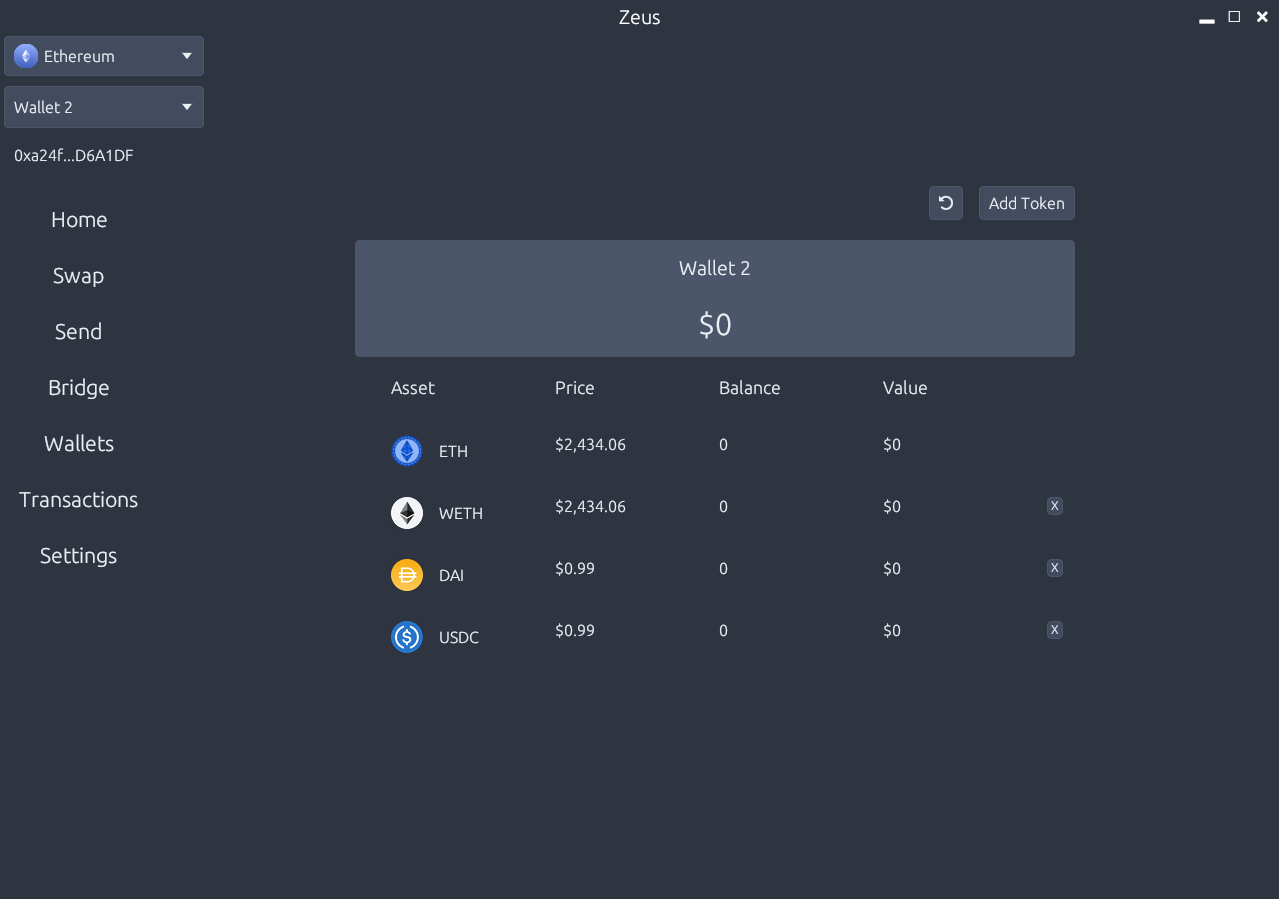 Zeus
Ethereum
Wallet 2
0xa24f...D6A1DF
Home
Swap
Send
Bridge
Wallets
Transactions
Settings
Add Token
Wallet 2
$0
Asset Price Balance Value
ETH $2,434.06 0 $0
WETH $2,434.06 0 $0 X
DAI $0.99 0 $0 X
USDC $0.99 0 $0 X